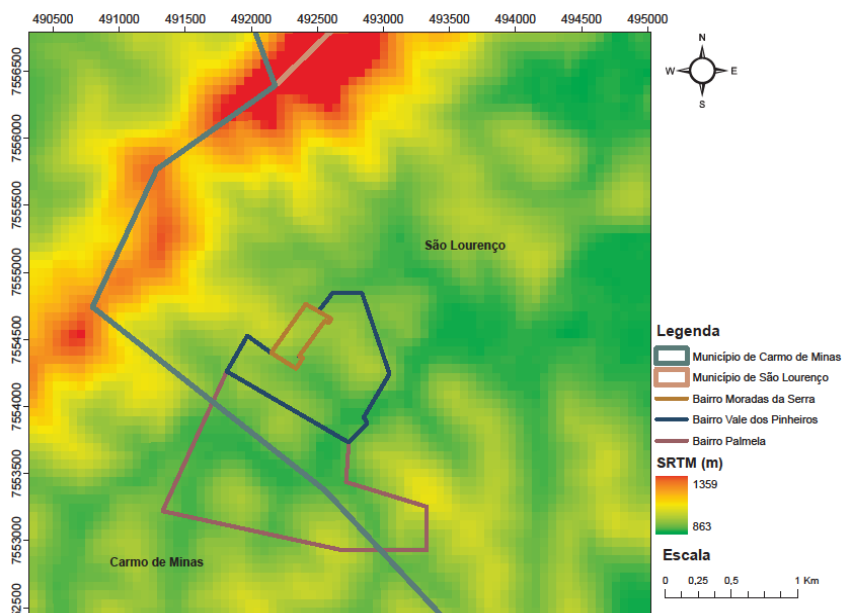 490500 491000 491500 492000 492500 493000 493500 494000 494500 495000
7556500
7556000
7555500
7555000
7554500
7554000
7553500
7553000
N
W E
S
São Lourenço
Carmo de Minas
Legenda
Município de Carmo de Minas
Município de São Lourenço
Bairro Moradas da Serra
Bairro Vale dos Pinheiros
Bairro Palmela
SRTM (m)
1359
863
Escala
0 0,25 0,5 1 Km